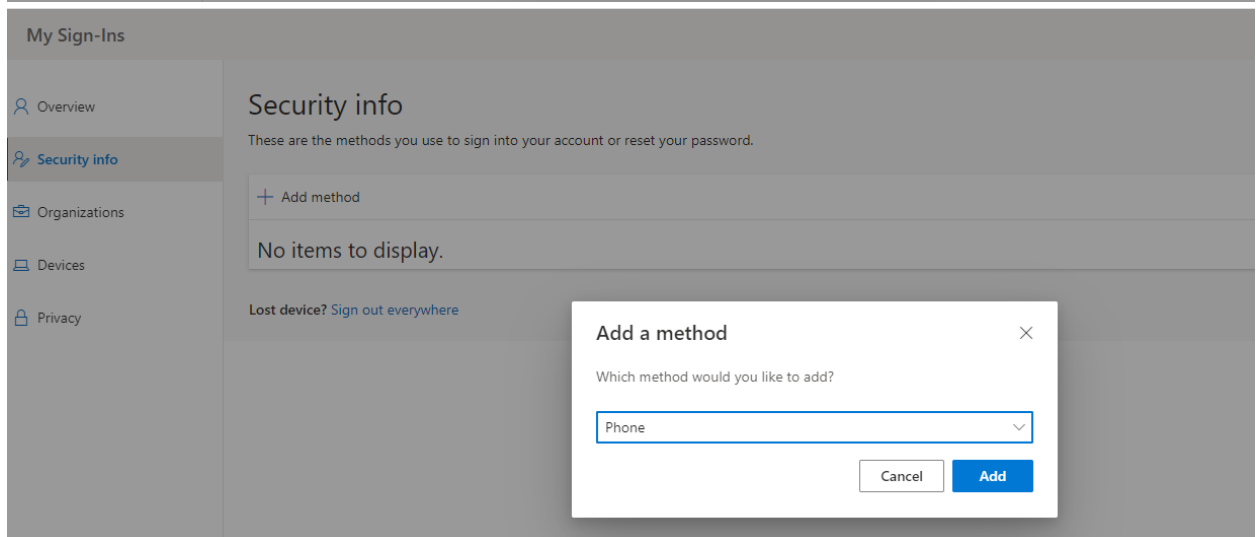 My Sign-Ins
Overview
Security info
Organizations
Devices
Privacy
Security info
These are the methods you use to sign into your account or reset your password.
+ Add method
No items to display.
Lost device? Sign out everywhere
Add a method
Which method would you like to add?
Phone
Cancel
Add